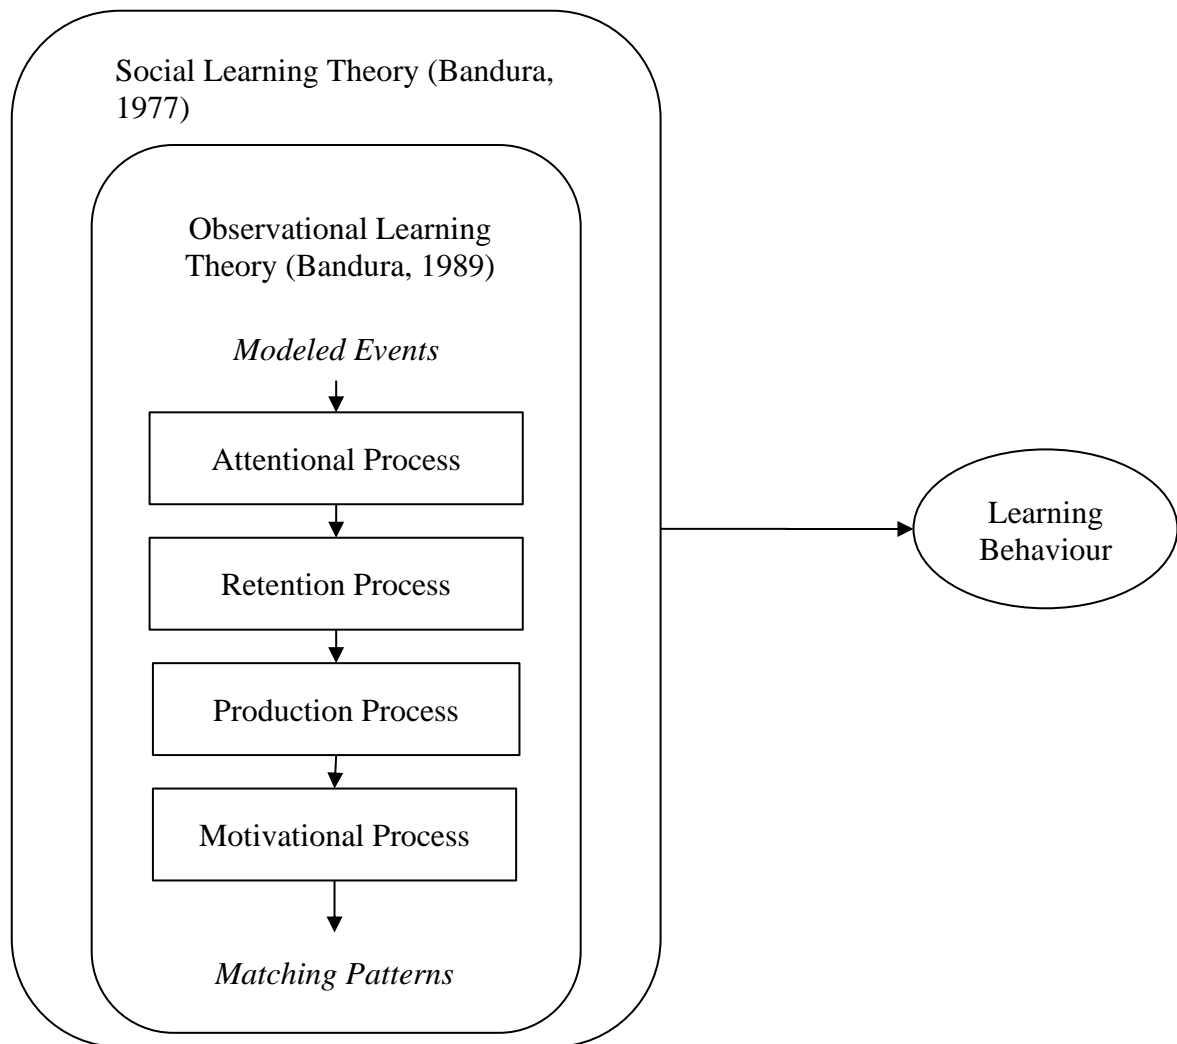 Social Learning Theory (Bandura,
1977)
Observational Learning
Theory (Bandura, 1989)
Modeled Events
Attentional Process
Retention Process
Production Process
Motivational Process
Matching Patterns
Learning
Behaviour